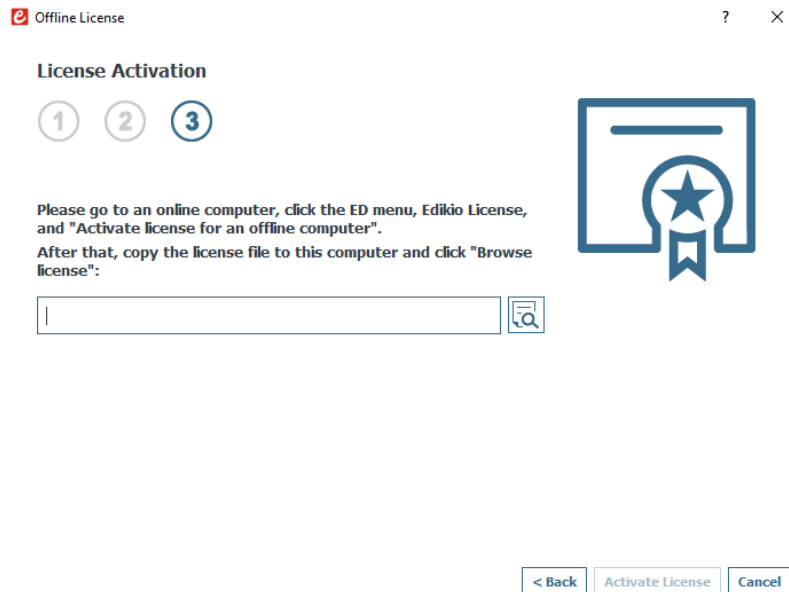 Offline License
?
License Activation
1 2 3
Please go to an online computer, click the ED menu, Edikio License,
and "Activate license for an offline computer".
After that, copy the license file to this computer and click "Browse
license":
< Back Activate License Cancel